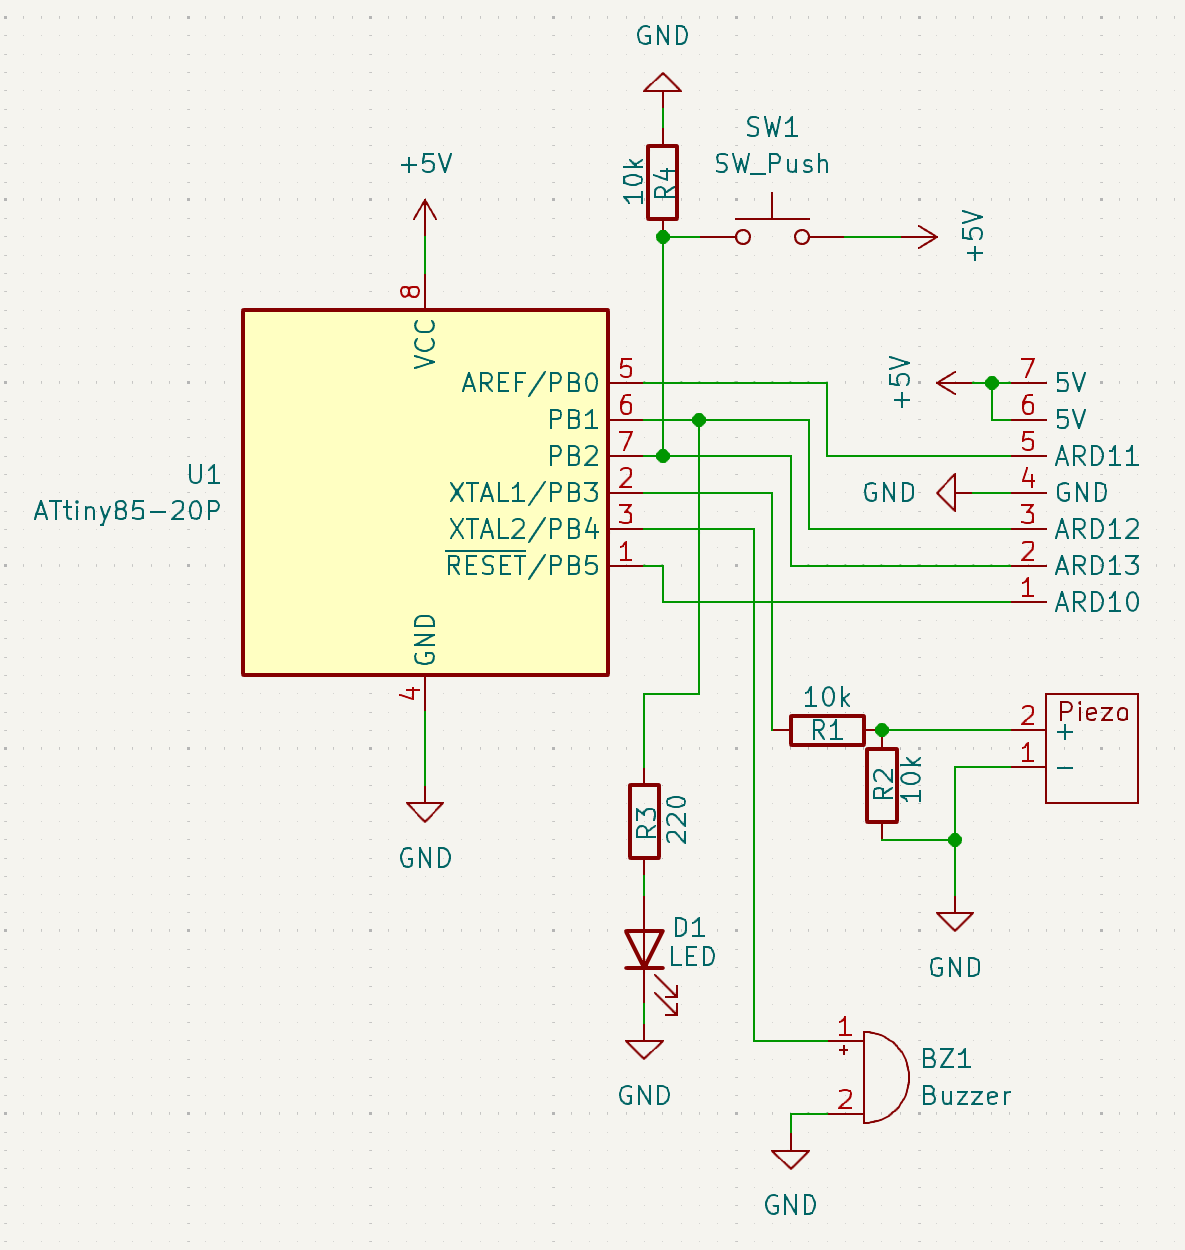 GND
SW1
SW_Push
+5V
10k
R4
+5V
8
VCC
AREF/PB0
5
PB1
6
PB2
7
XTAL1/PB3
2
XTAL2/PB4
3
RESET/PB5
1
GND
4
U1
ATtiny85-20P
GND
+5V
7
5V
6
5V
5
ARD11
GND
4
GND
3
ARD12
2
ARD13
1
ARD10
10k
R1
R2
10k
2
Piezo
+
1
−
GND
R3
220
D1
LED
GND
1
+
BZ1
Buzzer
2
GND